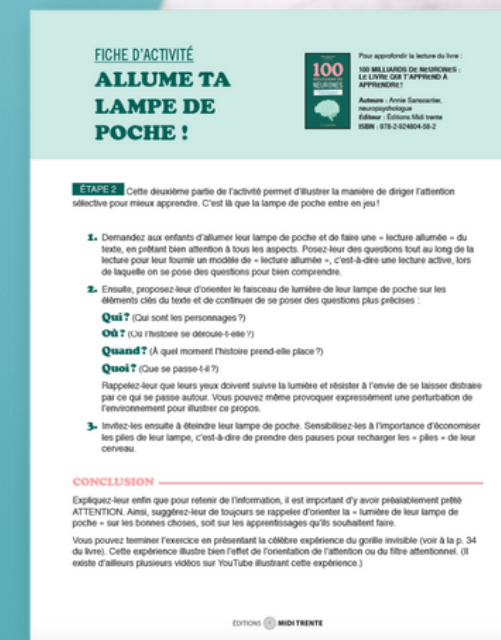 FICHE D'ACTIVITÉ
ALLUME TA
LAMPE DE
POCHE !
100
MILLIARDS DE
NEURONES
Pour approfondir la lecture du livre :
100 MILLIARDS DE NEURONES :
LE LIVRE QUI T'APPREND À
APPRENDRE !
Auteure : Annie
neuropsychologue
Éditeur : Éditions Midi trente
ISBN : 978-2-924804-58-2
ÉTAPE 2 Cette deuxième partie de l'activité permet d'illustrer la manière de diriger l'attention
sélective pour mieux apprendre. C'est là que la lampe de poche entre en jeu !
1. Demandez aux enfants d'allumer leur lampe de poche et de faire une « lecture allumée » du
texte, en prêtant bien attention à tous les aspects. Posez-leur des questions tout au long de la
lecture pour leur fournir un modèle de « lecture allumée », c'est-à-dire une lecture active, lors
de laquelle on se pose des questions pour bien comprendre.
2. Ensuite, proposez-leur d'orienter le faisceau de lumière de leur lampe de poche sur les
éléments clés du texte et de continuer de se poser des questions plus précises :
Qui ? (Qui sont les personnages ?)
Où ? (Où l'histoire se déroule-t-elle ?)
Quand ? (À quel moment l'histoire prend-elle place ?)
Quoi ? (Que se passe-t-il ?)
Rappelez-leur que leurs yeux doivent suivre la lumière et résister à l'envie de se laisser distraire
par ce qui se passe autour. Vous pouvez même provoquer expressément une perturbation de
l'environnement pour illustrer ce propos.
3. Invitez-les ensuite à éteindre leur lampe de poche. Sensibilisez-les à l'importance d'économiser
les piles de leur lampe, c'est-à-dire de prendre des pauses pour recharger les « piles » de leur
cerveau.
CONCLUSION
Expliquez-leur enfin que pour retenir de l'information, il est important d'y avoir préalablement prêté
ATTENTION. Ainsi, suggérez-leur de toujours se rappeler d'orienter la « lumière de leur lampe de
poche » sur les bonnes choses, soit sur les apprentissages qu'ils souhaitent faire.
Vous pouvez terminer l'exercice en présentant la célèbre expérience du gorille invisible (voir à la p. 34
du livre). Cette expérience illustre bien l'effet de l'orientation de l'attention ou du filtre attentionnel. (Il
existe d'ailleurs plusieurs vidéos sur YouTube illustrant cette expérience.)
ÉDITIONS MIDI TRENTE